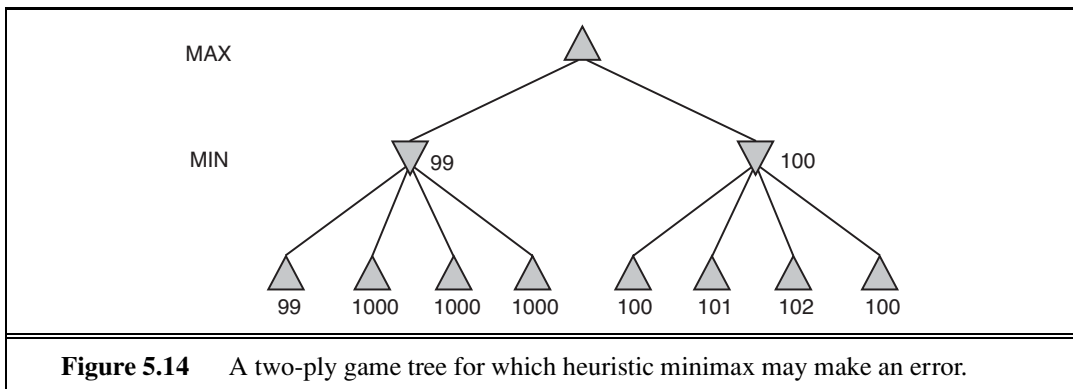 MAX
MIN
99
100
99 1000 1000 1000 100 101 102 100
Figure 5.14 A two-ply game tree for which heuristic minimax may make an error.